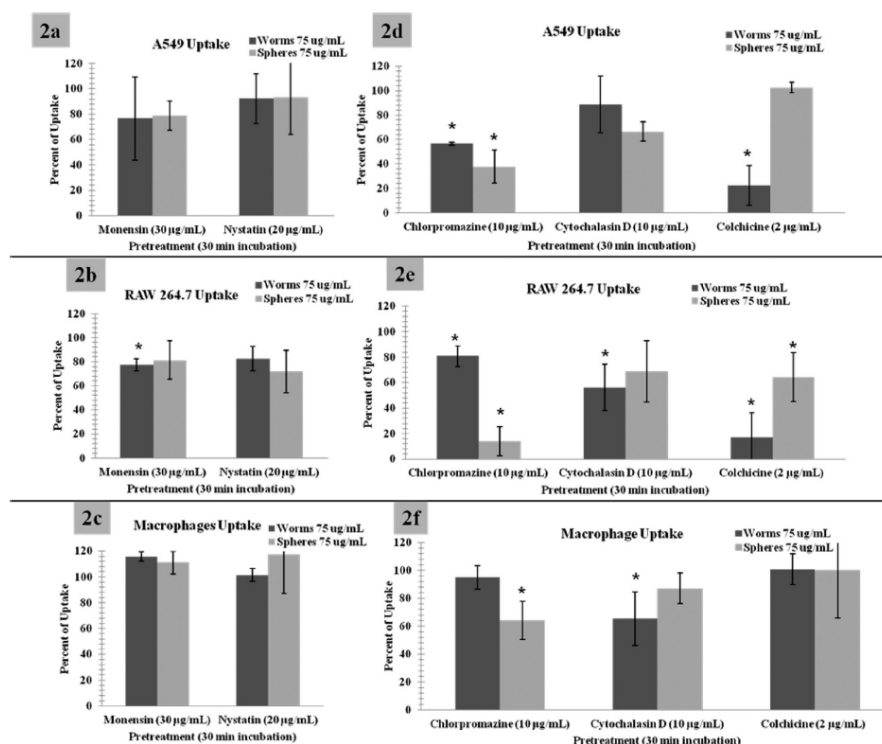 2a
A549 Uptake
Worms 75 ug/mL
Spheres 75 ug/mL
Percent of Uptake
120
100
80
60
40
20
0
Monensin (30 µg/mL) Nystatin (20 µg/mL)
Pretreatment (30 min incubation)
2d
A549 Uptake
Worms 75 ug/mL
Spheres 75 ug/mL
Percent of Uptake
120
100
80
60
40
20
0
* * *
Chlorpromazine (10 µg/mL) Cytochalasin D (10 µg/mL) Colchicine (2 µg/mL)
Pretreatment (30 min incubation)
2b
RAW 264.7 Uptake
Worms 75 ug/mL
Spheres 75 ug/mL
Percent of Uptake
120
100
80
60
40
20
0
*
Monensin (30 µg/mL) Nystatin (20 µg/mL)
Pretreatment (30 min incubation)
2e
RAW 264.7 Uptake
Worms 75 ug/mL
Spheres 75 ug/mL
Percent of Uptake
120
100
80
60
40
20
0
* * * * *
Chlorpromazine (10 µg/mL) Cytochalasin D (10 µg/mL) Colchicine (2 µg/mL)
Pretreatment (30 min incubation)
2c
Macrophages Uptake
Worms 75 ug/mL
Spheres 75 ug/mL
Percent of Uptake
120
100
80
60
40
20
0
Monensin (30 µg/mL) Nystatin (20 µg/mL)
Pretreatment (30 min incubation)
2f
Macrophage Uptake
Worms 75 ug/mL
Spheres 75 ug/mL
Percent of Uptake
120
100
80
60
40
20
0
* *
Chlorpromazine (10 µg/mL) Cytochalasin D (10 µg/mL) Colchicine (2 µg/mL)
Pretreatment (30 min incubation)